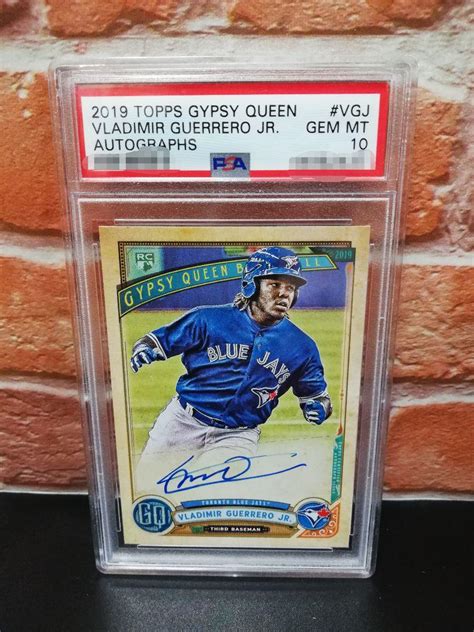 2019 TOPPS GYPSY QUEEN #VGJ
VLADIMIR GUERRERO JR. GEM MT
AUTOGRAPHS 10
PSA
RC
2019
GYPSY QUEEN
BLUE JAYS
TORONTO BLUE JAYS
GQ
VLADIMIR GUERRERO JR.
THIRD BASEMAN